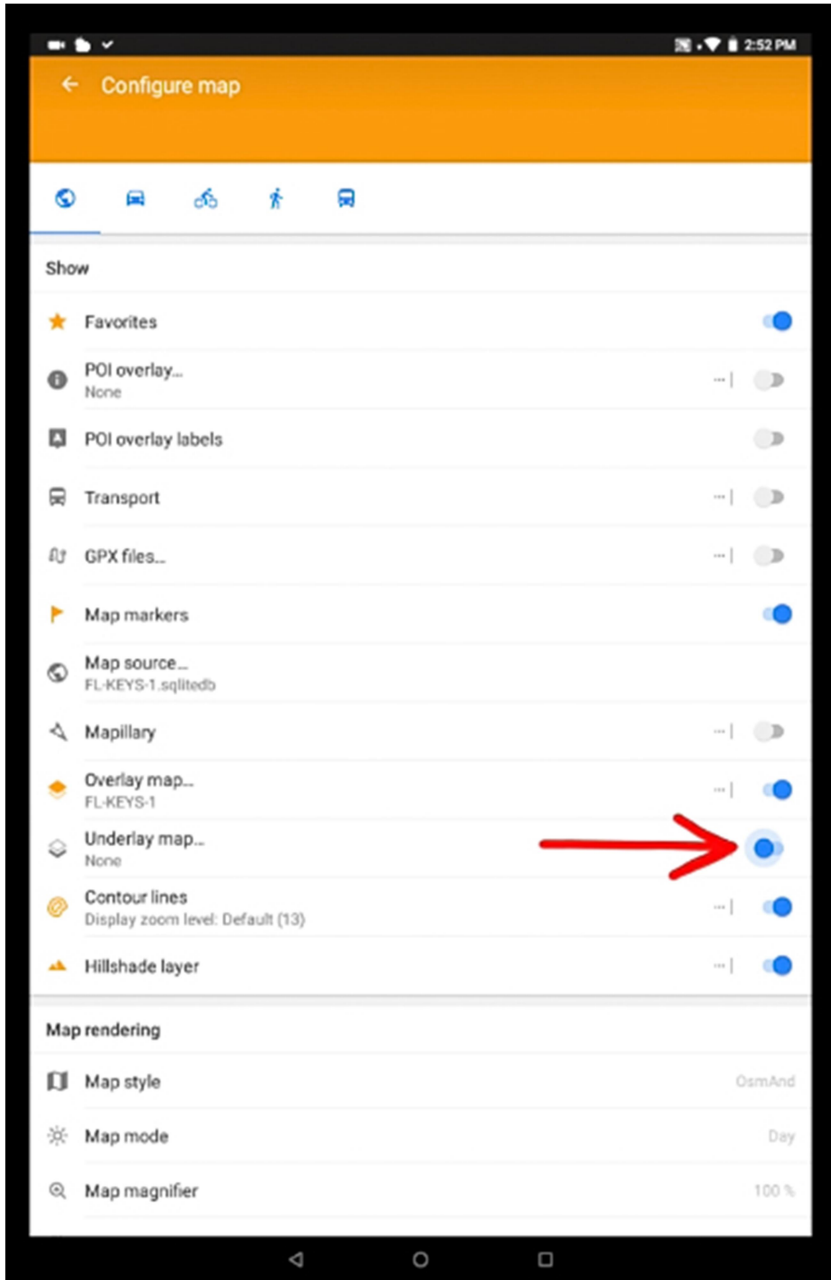 2:52 PM
Configure map
Show
Favorites
POI overlay...
None
POI overlay labels
Transport
GPX files...
Map markers
Map source...
FL-KEYS-1.sqlitedb
Mapillary
Overlay map...
FL-KEYS-1
Underlay map...
None
Contour lines
Display zoom level: Default (13)
Hillshade layer
Map rendering
Map style OsmAnd
Map mode Day
Map magnifier 100 %